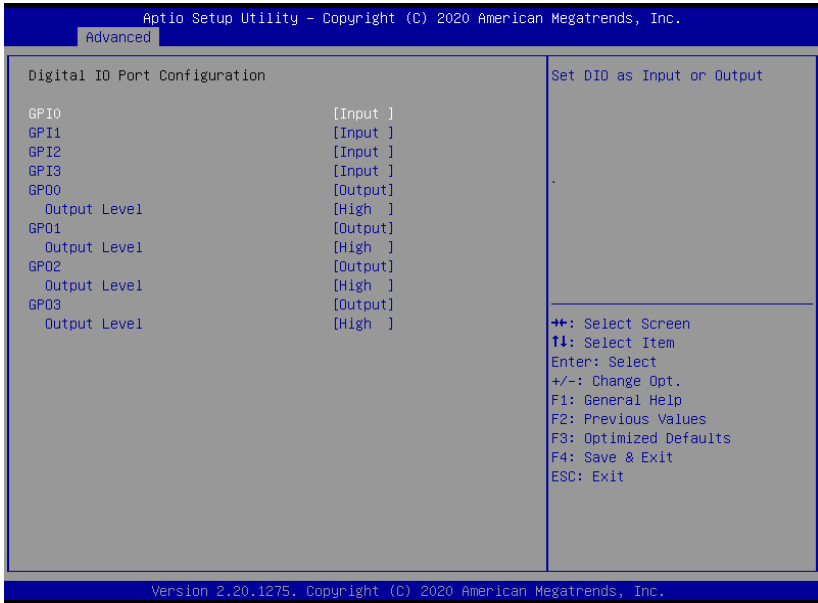 Aptio Setup Utility – Copyright (C) 2020 American Megatrends, Inc.
Advanced
Digital IO Port Configuration
GPI0 [Input ]
GPI1 [Input ]
GPI2 [Input ]
GPI3 [Input ]
GPO0 [Output]
Output Level [High ]
GPO1 [Output]
Output Level [High ]
GPO2 [Output]
Output Level [High ]
GPO3 [Output]
Output Level [High ]
Set DIO as Input or Output
.
→←: Select Screen
↑↓: Select Item
Enter: Select
+/-: Change Opt.
F1: General Help
F2: Previous Values
F3: Optimized Defaults
F4: Save & Exit
ESC: Exit
Version 2.20.1275. Copyright (C) 2020 American Megatrends, Inc.